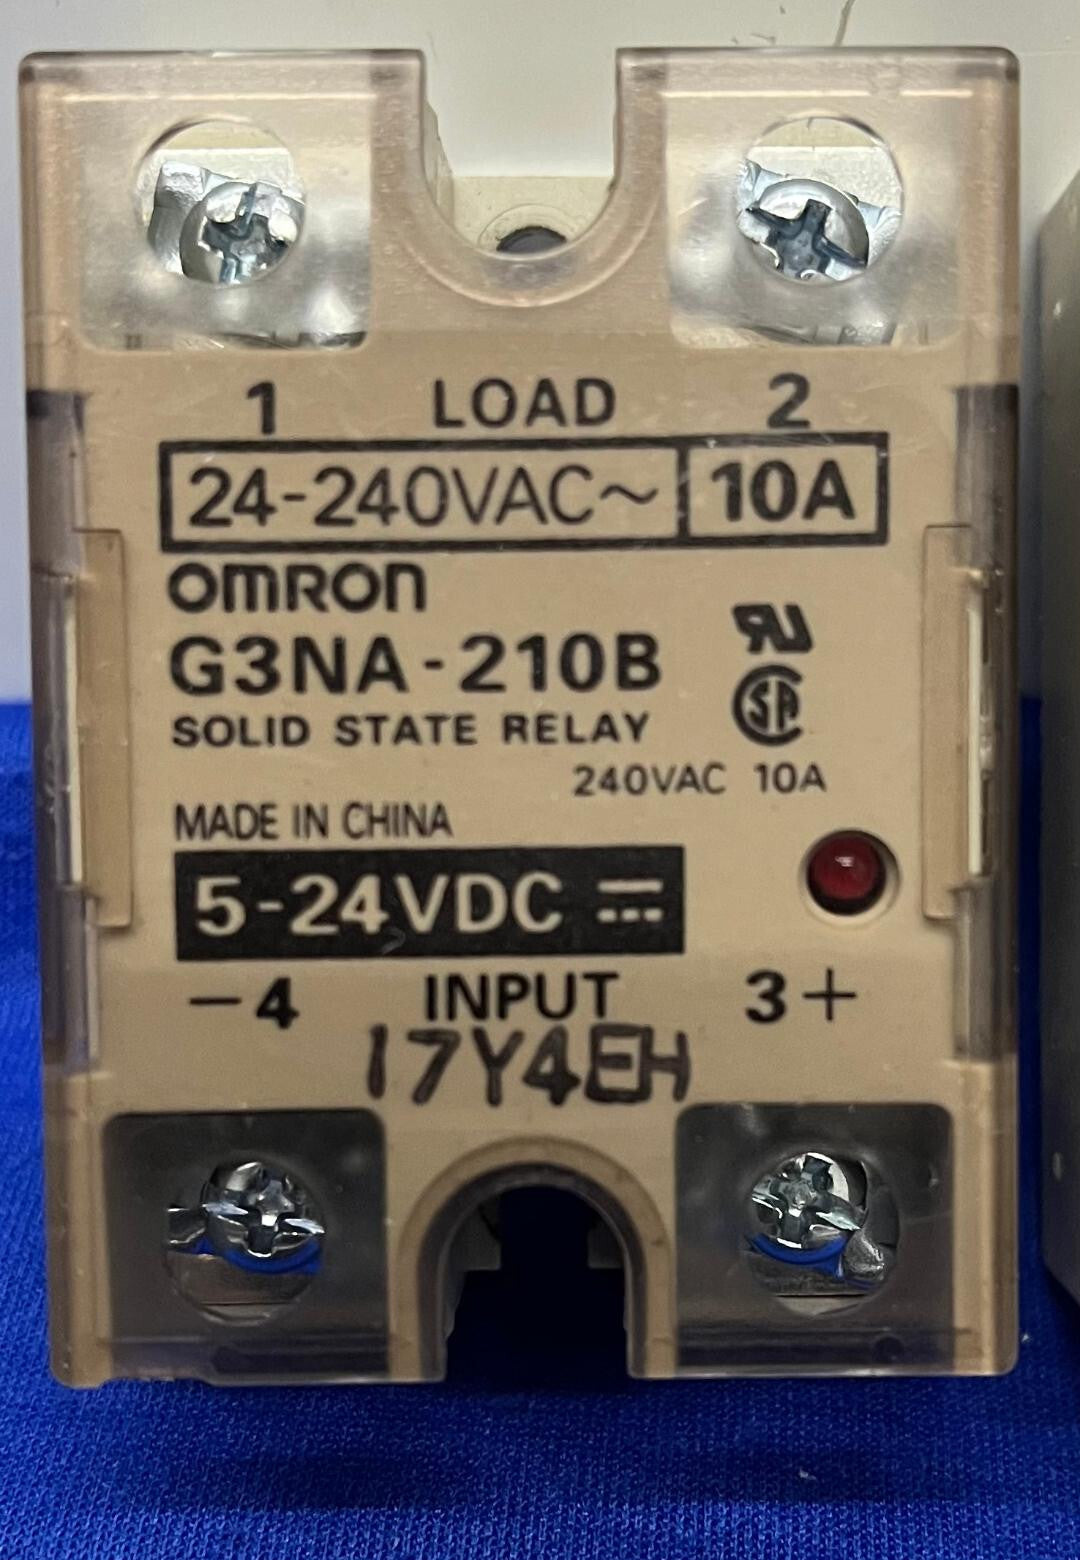 1 LOAD 2
24-240VAC~ 10A
OMRON
G3NA-210B
SOLID STATE RELAY
240VAC 10A
MADE IN CHINA
5-24VDC ⎓
-4 INPUT 3+
17Y4EH